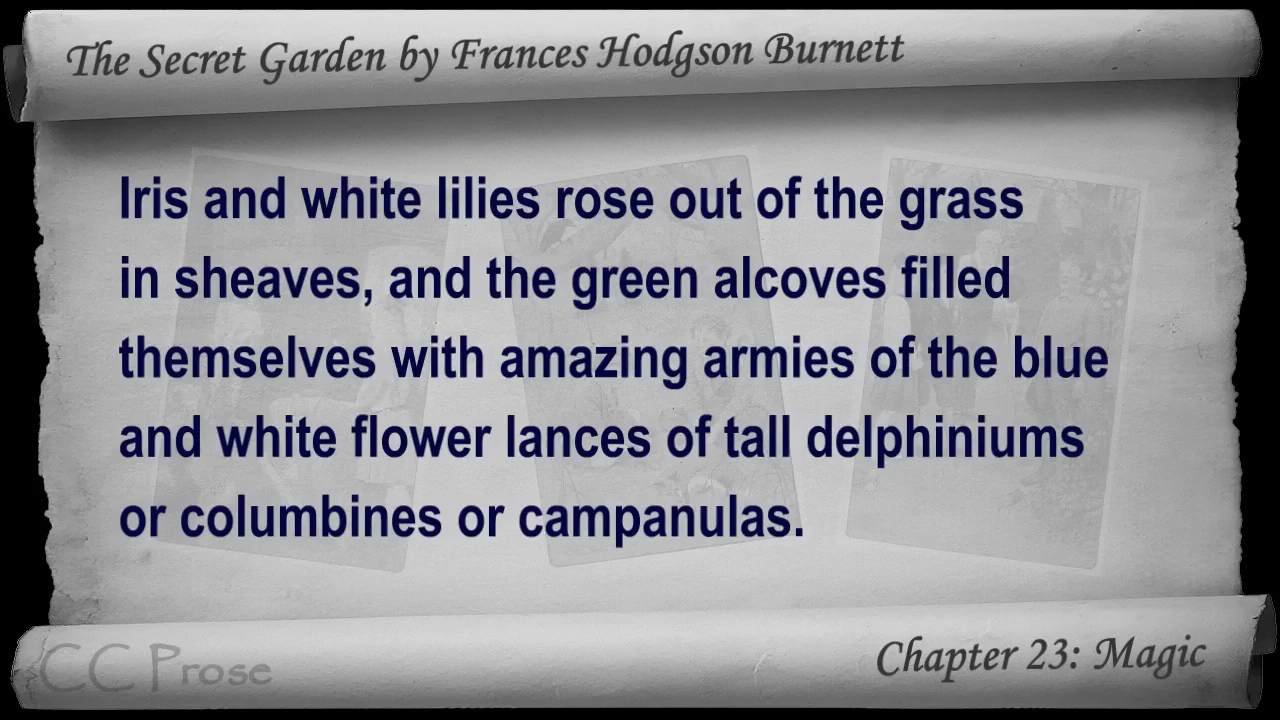 The Secret Garden by Frances Hodgson Burnett
Iris and white lilies rose out of the grass
in sheaves, and the green alcoves filled
themselves with amazing armies of the blue
and white flower lances of tall delphiniums
or columbines or campanulas.
CC Prose
Chapter 23: Magic